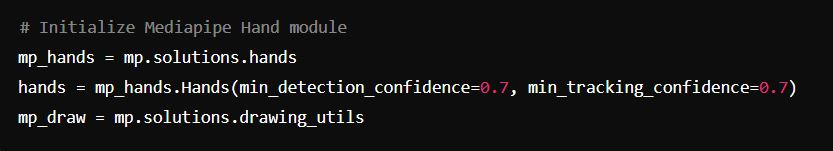 # Initialize Mediapipe Hand module
mp_hands = mp.solutions.hands
hands = mp_hands.Hands(min_detection_confidence=0.7, min_tracking_confidence=0.7)
mp_draw = mp.solutions.drawing_utils